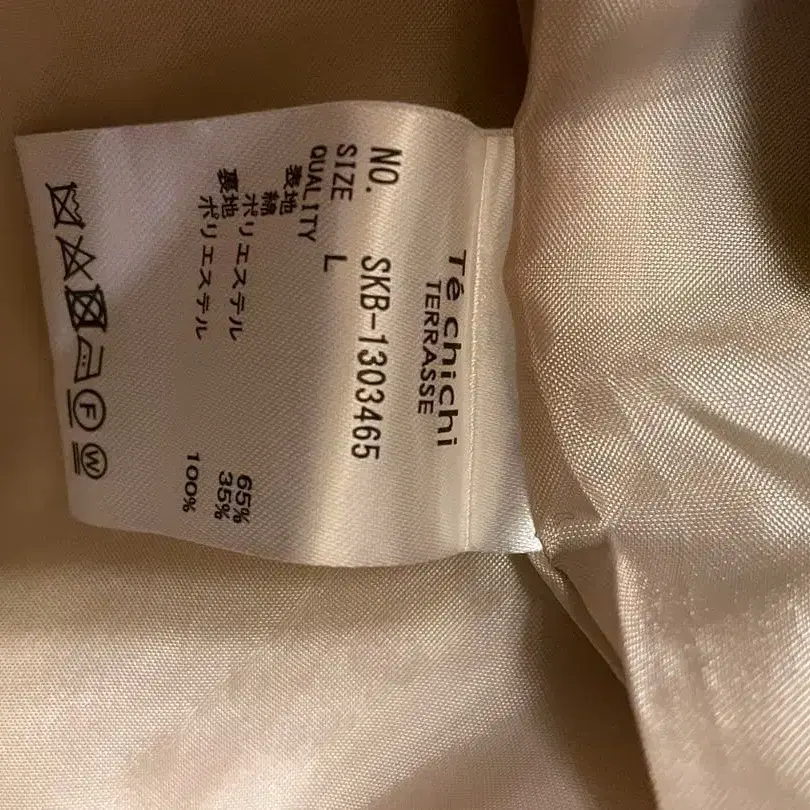 Té chichi
TERRASSE
NO. SKB-1303465
SIZE L
QUALITY
表地
綿 65%
ポリエステル 35%
裏地
ポリエステル 100%
F
W